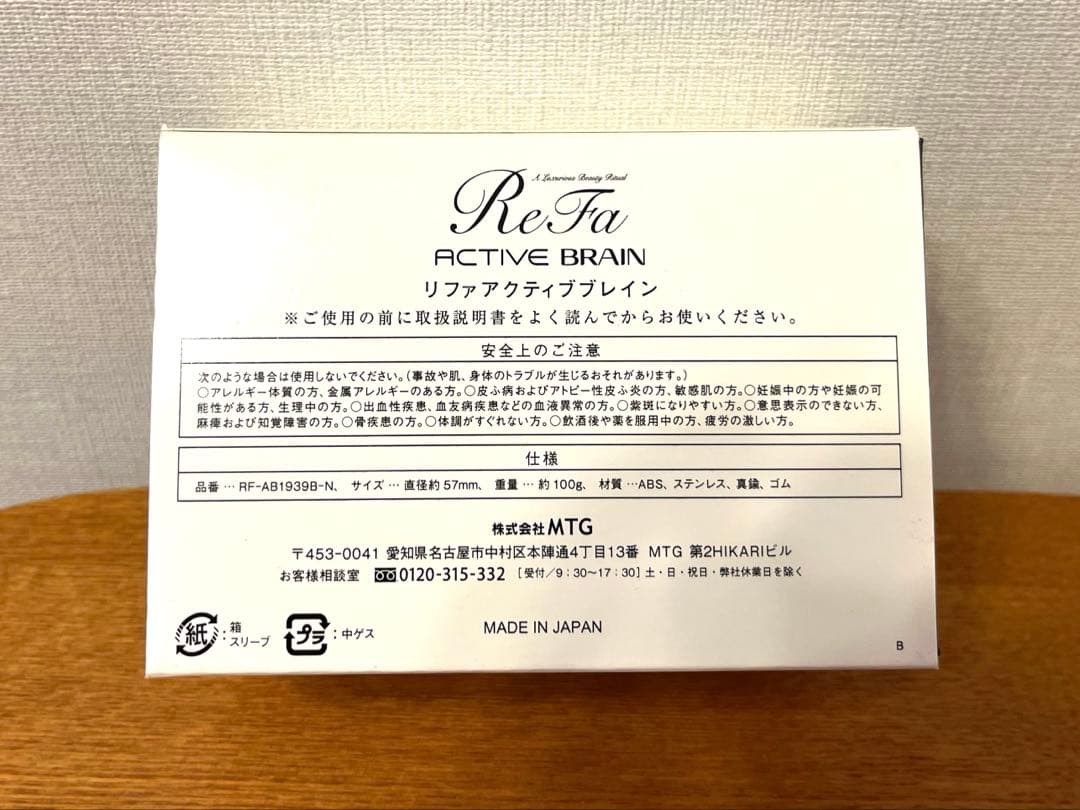 A Luxurious Beauty Ritual
ReFa
ACTIVE BRAIN
リファアクティブブレイン
※ご使用の前に取扱説明書をよく読んでからお使いください。
安全上のご注意
次のような場合は使用しないでください。(事故や肌、身体のトラブルが生じるおそれがあります。)
○アレルギー体質の方、金属アレルギーのある方。○皮ふ病およびアトピー性皮ふ炎の方、敏感肌の方。○妊娠中の方や妊娠の可
能性がある方、生理中の方。○出血性疾患、血友病疾患などの血液異常の方。○紫斑になりやすい方。○意思表示のできない方、
麻痺および知覚障害の方。○骨疾患の方。○体調がすぐれない方。○飲酒後や薬を服用中の方、疲労の激しい方。
仕様
品番 … RF-AB1939B-N、 サイズ … 直径約57mm、 重量 … 約100g、 材質 …ABS、ステンレス、真鍮、ゴム
株式会社MTG
〒453-0041 愛知県名古屋市中村区本陣通4丁目13番 MTG 第2HIKARIビル
お客様相談室 0120-315-332 [受付/9:30〜17:30] 土・日・祝日・弊社休業日を除く
紙 : 箱
スリーブ
プラ : 中ゲス
MADE IN JAPAN
B